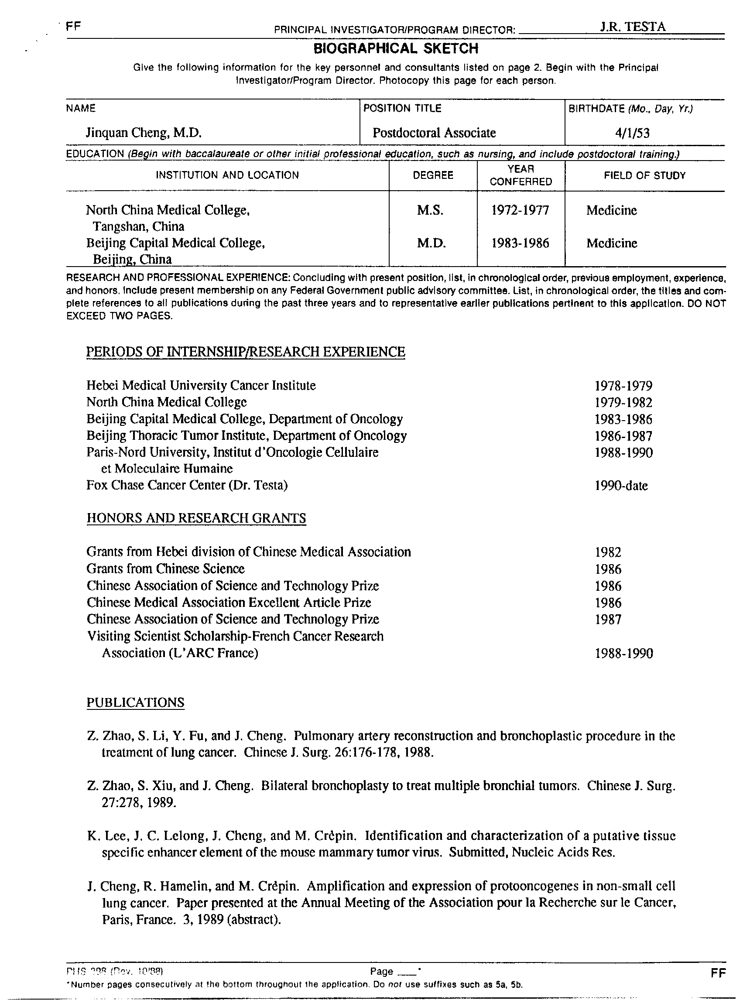 FF
PRINCIPAL INVESTIGATOR/PROGRAM DIRECTOR: J.R. TESTA
BIOGRAPHICAL SKETCH
Give the following information for the key personnel and consultants listed on page 2. Begin with the Principal
Investigator/Program Director. Photocopy this page for each person.
NAME POSITION TITLE BIRTHDATE (Mo., Day, Yr.)
Jinquan Cheng, M.D. Postdoctoral Associate 4/1/53
EDUCATION (Begin with baccalaureate or other initial professional education, such as nursing, and include postdoctoral training.)
INSTITUTION AND LOCATION DEGREE YEAR CONFERRED FIELD OF STUDY
North China Medical College, M.S. 1972-1977 Medicine
Tangshan, China
Beijing Capital Medical College, M.D. 1983-1986 Medicine
Beijing, China
RESEARCH AND PROFESSIONAL EXPERIENCE: Concluding with present position, list, in chronological order, previous employment, experience,
and honors. Include present membership on any Federal Government public advisory committee. List, in chronological order, the titles and com-
plete references to all publications during the past three years and to representative earlier publications pertinent to this application. DO NOT
EXCEED TWO PAGES.
PERIODS OF INTERNSHIP/RESEARCH EXPERIENCE
Hebei Medical University Cancer Institute 1978-1979
North China Medical College 1979-1982
Beijing Capital Medical College, Department of Oncology 1983-1986
Beijing Thoracic Tumor Institute, Department of Oncology 1986-1987
Paris-Nord University, Institut d'Oncologie Cellulaire 1988-1990
et Moleculaire Humaine
Fox Chase Cancer Center (Dr. Testa) 1990-date
HONORS AND RESEARCH GRANTS
Grants from Hebei division of Chinese Medical Association 1982
Grants from Chinese Science 1986
Chinese Association of Science and Technology Prize 1986
Chinese Medical Association Excellent Article Prize 1986
Chinese Association of Science and Technology Prize 1987
Visiting Scientist Scholarship-French Cancer Research
Association (L'ARC France) 1988-1990
PUBLICATIONS
Z. Zhao, S. Li, Y. Fu, and J. Cheng. Pulmonary artery reconstruction and bronchoplastic procedure in the
treatment of lung cancer. Chinese J. Surg. 26:176-178, 1988.
Z. Zhao, S. Xiu, and J. Cheng. Bilateral bronchoplasty to treat multiple bronchial tumors. Chinese J. Surg.
27:278, 1989.
K. Lee, J. C. Lelong, J. Cheng, and M. Crépin. Identification and characterization of a putative tissue
specific enhancer element of the mouse mammary tumor virus. Submitted, Nucleic Acids Res.
J. Cheng, R. Hamelin, and M. Crépin. Amplification and expression of protooncogenes in non-small cell
lung cancer. Paper presented at the Annual Meeting of the Association pour la Recherche sur le Cancer,
Paris, France. 3, 1989 (abstract).
PHS 398 (Rev. 10/88) Page ___* FF
*Number pages consecutively at the bottom throughout the application. Do not use suffixes such as 5a, 5b.